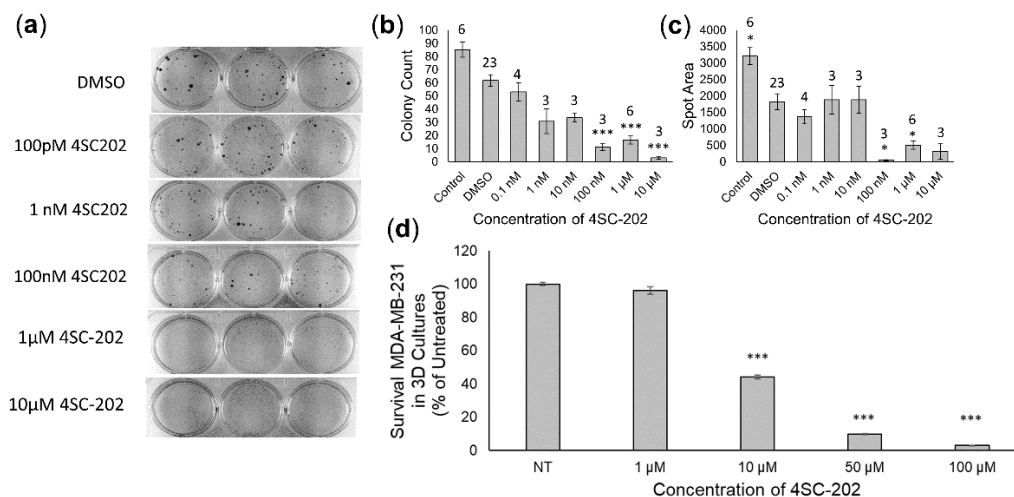 (a)
DMSO
100pM 4SC202
1 nM 4SC202
100nM 4SC202
1µM 4SC-202
10µM 4SC-202
(b)
Colony Count
100
90
80
70
60
50
40
30
20
10
0
6
23
4
3
3
3
***
6
***
3
***
Control
DMSO
0.1 nM
1 nM
10 nM
100 nM
1 µM
10 µM
Concentration of 4SC-202
(c)
Spot Area
4000
3500
3000
2500
2000
1500
1000
500
0
6
*
23
4
3
3
3
*
6
*
3
Control
DMSO
0.1 nM
1 nM
10 nM
100 nM
1 µM
10 µM
Concentration of 4SC-202
(d)
Survival MDA-MB-231
in 3D Cultures
(% of Untreated)
120
100
80
60
40
20
0
***
***
***
NT
1 µM
10 µM
50 µM
100 µM
Concentration of 4SC-202